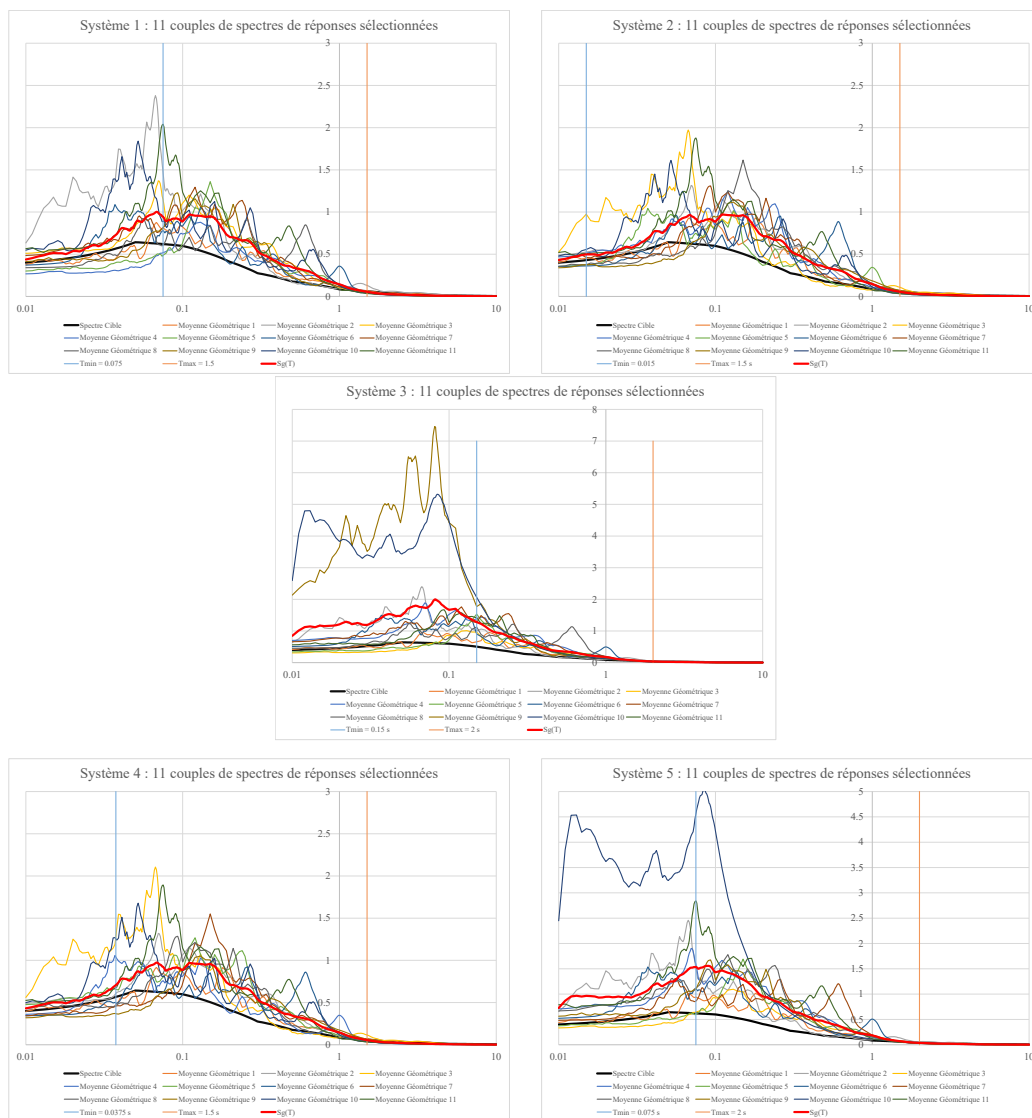 Système 1 : 11 couples de spectres de réponses sélectionnées
3
2.5
2
1.5
1
0.5
0
0.01 0.1 1 10
Spectre Cible Moyenne Géométrique 1 Moyenne Géométrique 2 Moyenne Géométrique 3
Moyenne Géométrique 4 Moyenne Géométrique 5 Moyenne Géométrique 6 Moyenne Géométrique 7
Moyenne Géométrique 8 Moyenne Géométrique 9 Moyenne Géométrique 10 Moyenne Géométrique 11
Tmin = 0.075 Tmax = 1.5 s Sg(T)
Système 2 : 11 couples de spectres de réponses sélectionnées
3
2.5
2
1.5
1
0.5
0
0.01 0.1 1 10
Spectre Cible Moyenne Géométrique 1 Moyenne Géométrique 2 Moyenne Géométrique 3
Moyenne Géométrique 4 Moyenne Géométrique 5 Moyenne Géométrique 6 Moyenne Géométrique 7
Moyenne Géométrique 8 Moyenne Géométrique 9 Moyenne Géométrique 10 Moyenne Géométrique 11
Tmin = 0.015 Tmax = 1.5 s Sg(T)
Système 3 : 11 couples de spectres de réponses sélectionnées
8
7
6
5
4
3
2
1
0
0.01 0.1 1 10
Spectre Cible Moyenne Géométrique 1 Moyenne Géométrique 2 Moyenne Géométrique 3
Moyenne Géométrique 4 Moyenne Géométrique 5 Moyenne Géométrique 6 Moyenne Géométrique 7
Moyenne Géométrique 8 Moyenne Géométrique 9 Moyenne Géométrique 10 Moyenne Géométrique 11
Tmin = 0.15 s Tmax = 2 s Sg(T)
Système 4 : 11 couples de spectres de réponses sélectionnées
3
2.5
2
1.5
1
0.5
0
0.01 0.1 1 10
Spectre Cible Moyenne Géométrique 1 Moyenne Géométrique 2 Moyenne Géométrique 3
Moyenne Géométrique 4 Moyenne Géométrique 5 Moyenne Géométrique 6 Moyenne Géométrique 7
Moyenne Géométrique 8 Moyenne Géométrique 9 Moyenne Géométrique 10 Moyenne Géométrique 11
Tmin = 0.0375 s Tmax = 1.5 s Sg(T)
Système 5 : 11 couples de spectres de réponses sélectionnées
5
4.5
4
3.5
3
2.5
2
1.5
1
0.5
0
0.01 0.1 1 10
Spectre Cible Moyenne Géométrique 1 Moyenne Géométrique 2 Moyenne Géométrique 3
Moyenne Géométrique 4 Moyenne Géométrique 5 Moyenne Géométrique 6 Moyenne Géométrique 7
Moyenne Géométrique 8 Moyenne Géométrique 9 Moyenne Géométrique 10 Moyenne Géométrique 11
Tmin = 0.075 s Tmax = 2 s Sg(T)